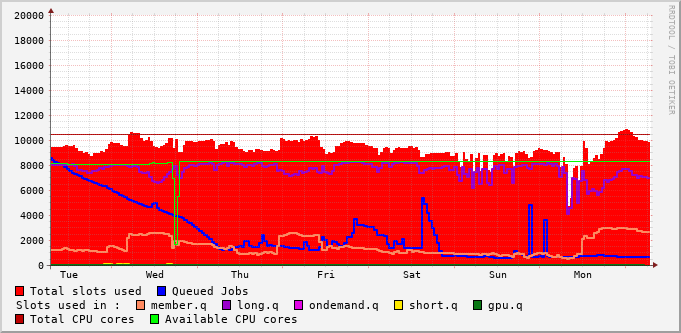 20000
18000
16000
14000
12000
10000
8000
6000
4000
2000
0
Tue Wed Thu Fri Sat Sun Mon
RRDTOOL / TOBI OETIKER
Total slots used Queued Jobs
Slots used in : member.q long.q ondemand.q short.q gpu.q
Total CPU cores Available CPU cores